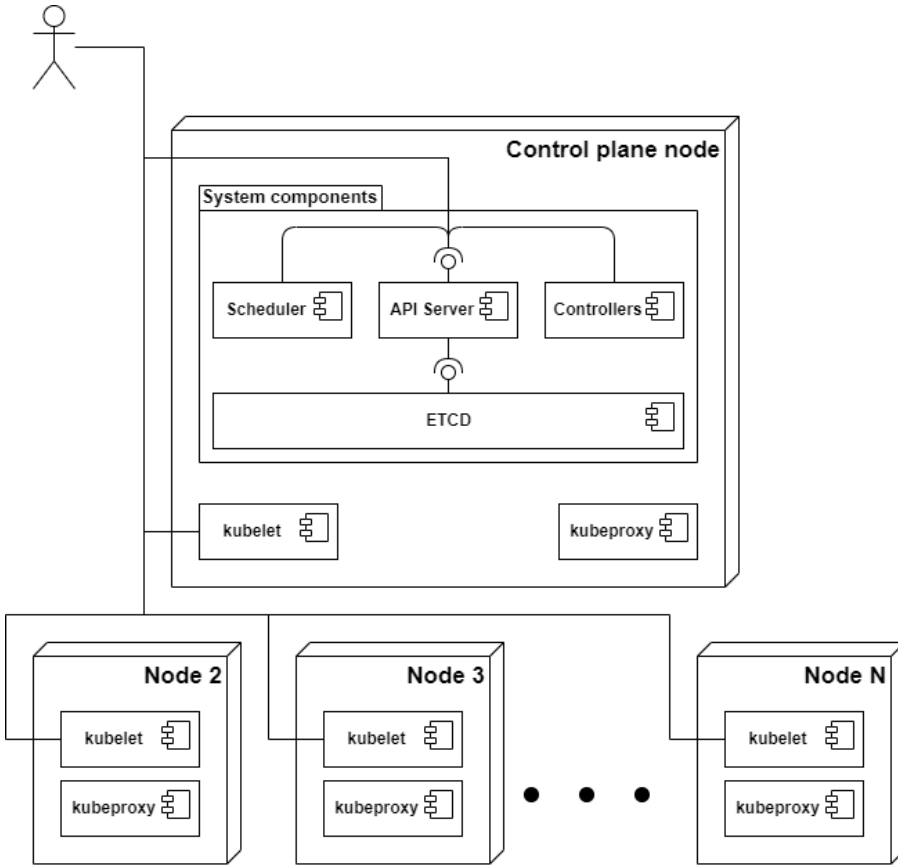 Control plane node
System components
Scheduler
API Server
Controllers
ETCD
kubelet
kubeproxy
Node 2
kubelet
kubeproxy
Node 3
kubelet
kubeproxy
Node N
kubelet
kubeproxy